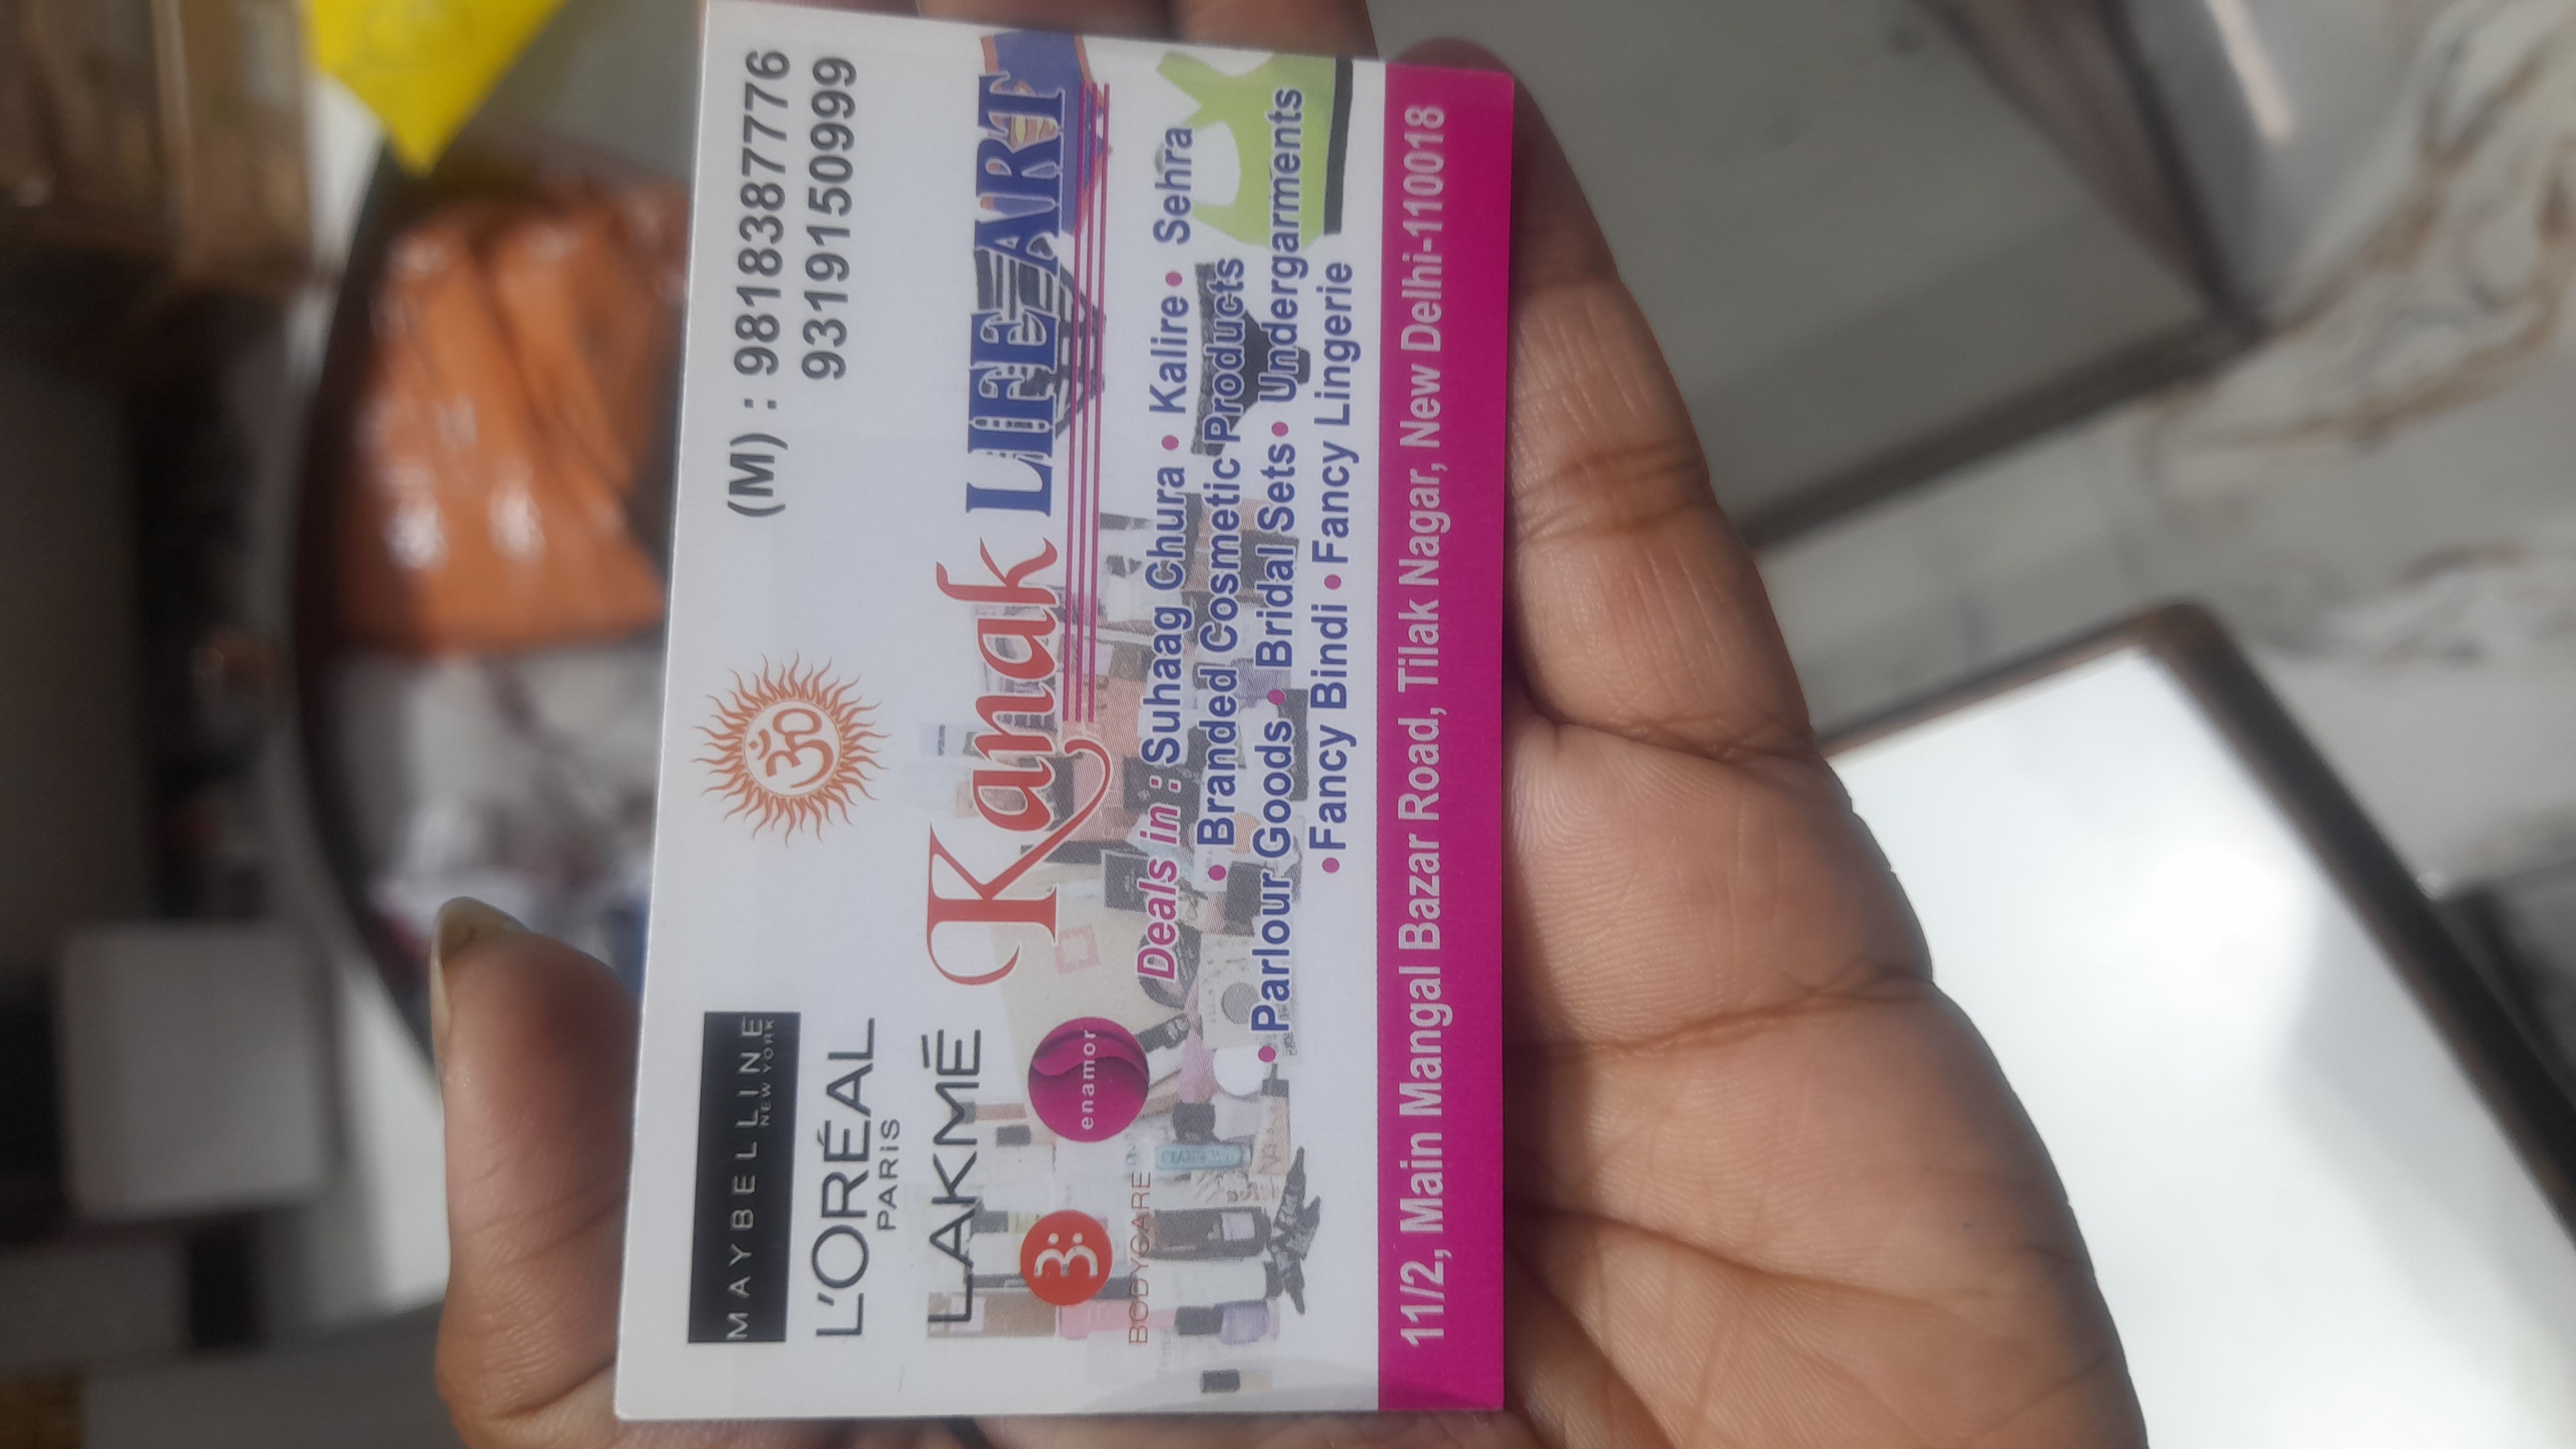 MAYBELLINE
NEW YORK
L'ORÉAL
PARIS
LAKMÉ
B:
BODYCARE
enamor
ॐ
(M) : 9818387776
9319150999
Kanak LIFE ART
Deals in : Suhaag Chura • Kalire • Sehra
• Branded Cosmetic Products
• Parlour Goods • Bridal Sets • Undergarments
• Fancy Bindi • Fancy Lingerie
11/2, Main Mangal Bazar Road, Tilak Nagar, New Delhi-110018